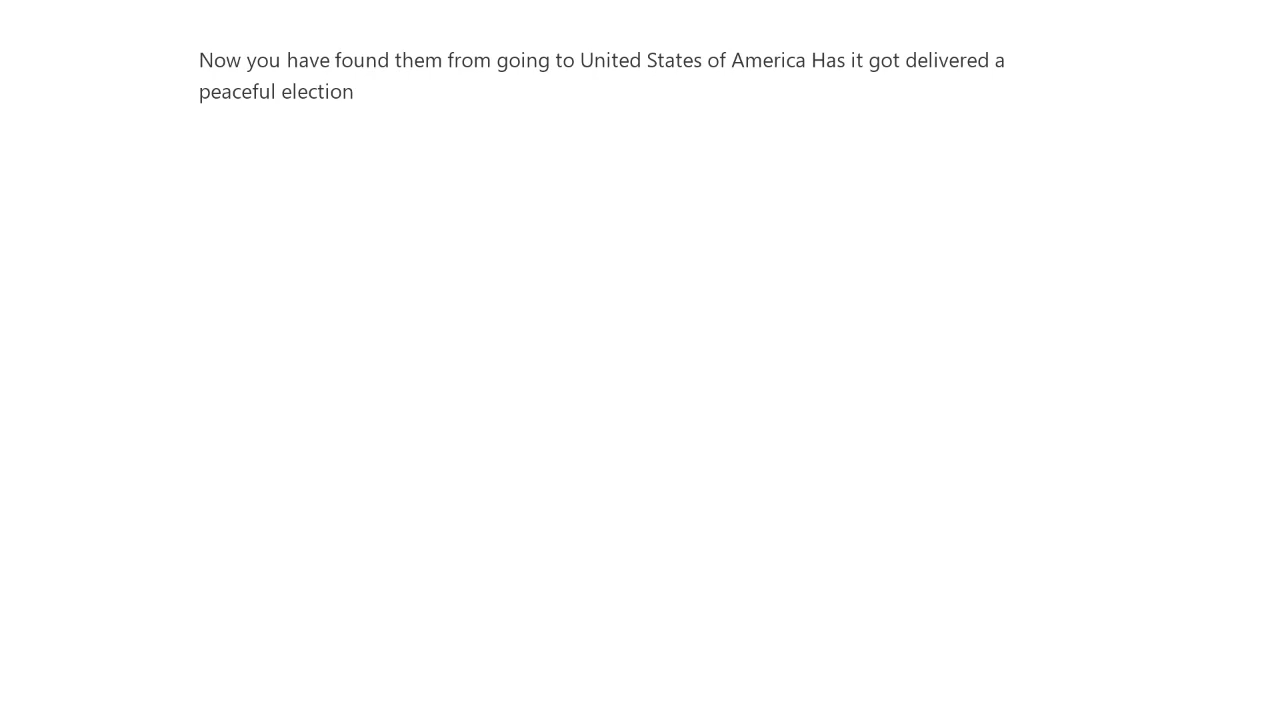 Now you have found them from going to United States of America Has it got delivered a
peaceful election